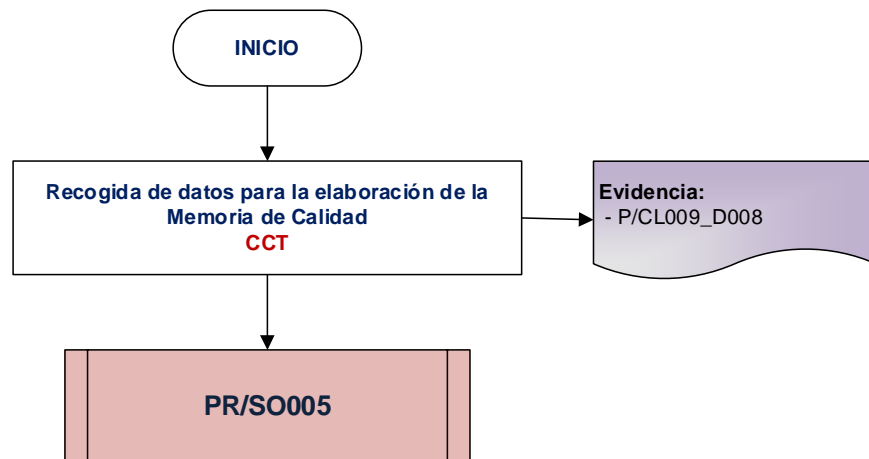 INICIO
Recogida de datos para la elaboración de la
Memoria de Calidad
CCT
Evidencia:
- P/CL009_D008
PR/SO005